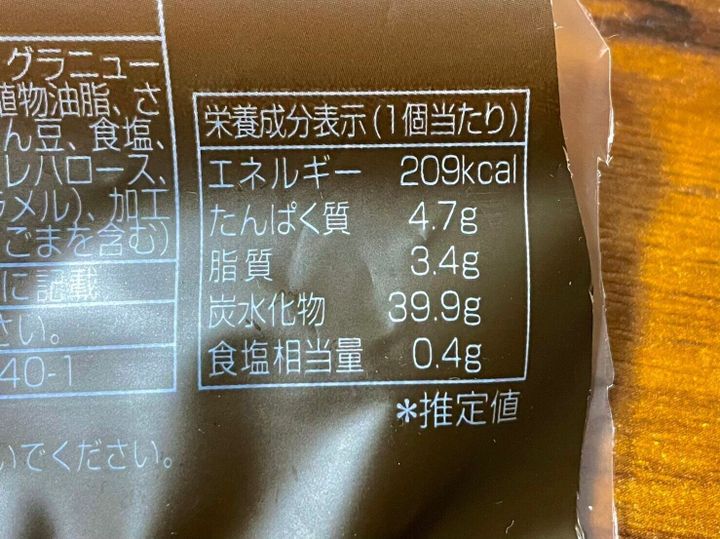 グラニュー
植物油脂、さ
ん豆、食塩、
レハロース、
ラメル)、加工
ごまを含む)
に記載
さい。
40-1
いでください。
栄養成分表示(1個当たり)
エネルギー 209kcal
たんぱく質 4.7g
脂質 3.4g
炭水化物 39.9g
食塩相当量 0.4g
*推定値